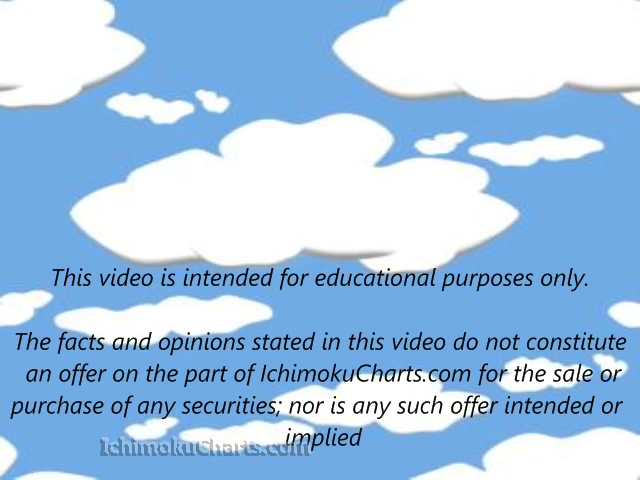 This video is intended for educational purposes only.
The facts and opinions stated in this video do not constitute
an offer on the part of IchimokuCharts.com for the sale or
purchase of any securities; nor is any such offer intended or
implied
IchimokuCharts.com